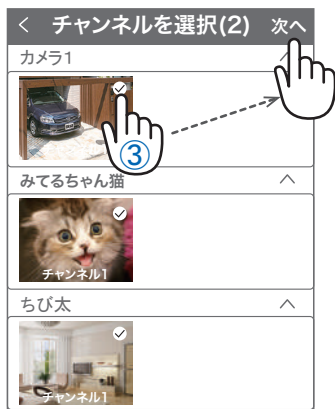 < チャンネルを選択(2) 次へ
カメラ1
③
みてるちゃん猫
チャンネル1
ちび太
チャンネル1